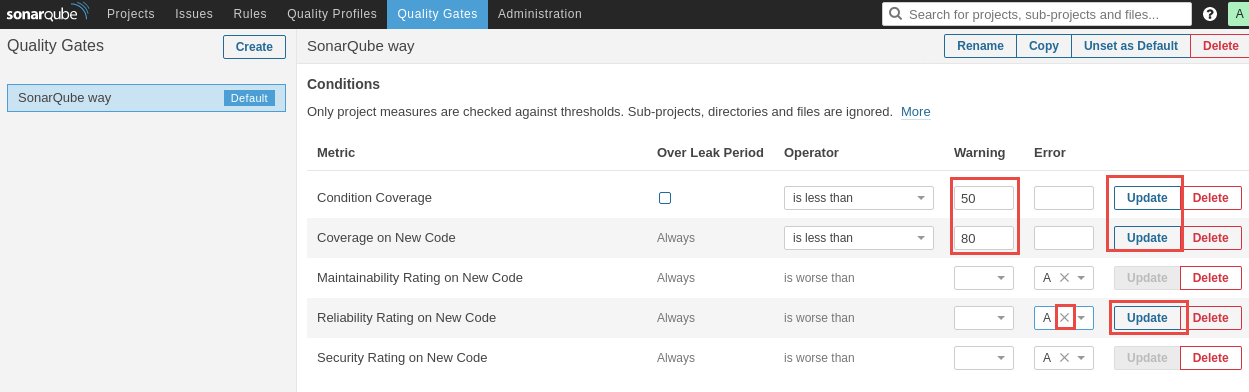 sonarqube Projects Issues Rules Quality Profiles Quality Gates Administration Search for projects, sub-projects and files... ? A
Quality Gates Create SonarQube way Rename Copy Unset as Default Delete
SonarQube way Default
Conditions
Only project measures are checked against thresholds. Sub-projects, directories and files are ignored. More
Metric Over Leak Period Operator Warning Error
Condition Coverage is less than 50 Update Delete
Coverage on New Code Always is less than 80 Update Delete
Maintainability Rating on New Code Always is worse than A Update Delete
Reliability Rating on New Code Always is worse than A Update Delete
Security Rating on New Code Always is worse than A Update Delete